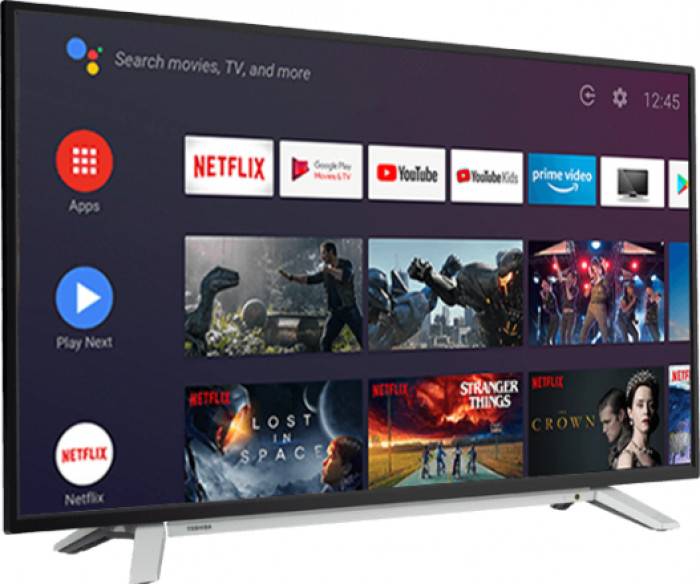 Search movies, TV, and more
12:45
NETFLIX
Google Play
Movies & TV
YouTube
YouTube Kids
prime video
Apps
Play Next
NETFLIX
LOST
IN
SPACE
NETFLIX
STRANGER
THINGS
NETFLIX
THE
CROWN
NETFLIX
Netflix
TOSHIBA